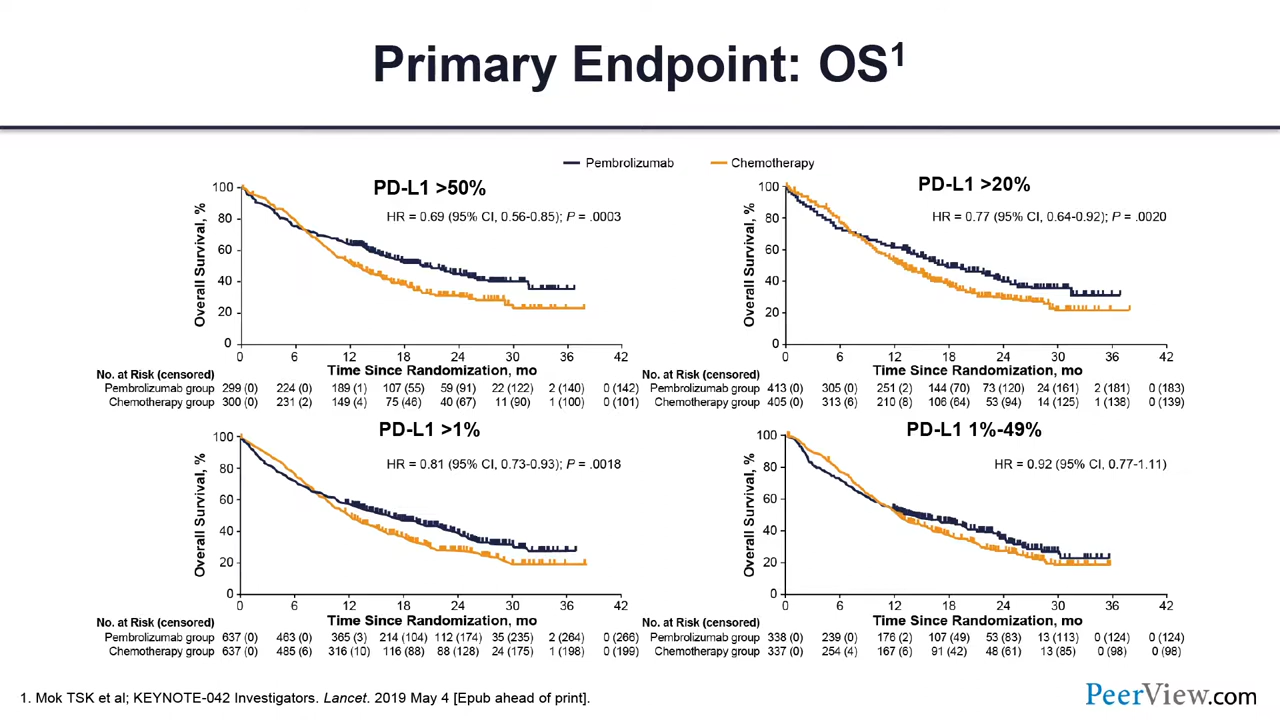 Primary Endpoint: OS1
Pembrolizumab
Chemotherapy
PD-L1 >50%
HR = 0.69 (95% CI, 0.56-0.85); P = .0003
Overall Survival, %
100
80
60
40
20
0
0 6 12 18 24 30 36 42
Time Since Randomization, mo
No. at Risk (censored)
Pembrolizumab group 299 (0) 224 (0) 189 (1) 107 (55) 59 (91) 22 (122) 2 (140) 0 (142)
Chemotherapy group 300 (0) 231 (2) 149 (4) 75 (46) 40 (67) 11 (90) 1 (100) 0 (101)
PD-L1 >20%
HR = 0.77 (95% CI, 0.64-0.92); P = .0020
Overall Survival, %
100
80
60
40
20
0
0 6 12 18 24 30 36 42
Time Since Randomization, mo
No. at Risk (censored)
Pembrolizumab group 413 (0) 305 (0) 251 (2) 144 (70) 73 (120) 24 (161) 2 (181) 0 (183)
Chemotherapy group 405 (0) 313 (6) 210 (8) 106 (64) 53 (94) 14 (125) 1 (138) 0 (139)
PD-L1 >1%
HR = 0.81 (95% CI, 0.73-0.93); P = .0018
Overall Survival, %
100
80
60
40
20
0
0 6 12 18 24 30 36 42
Time Since Randomization, mo
No. at Risk (censored)
Pembrolizumab group 637 (0) 463 (0) 365 (3) 214 (104) 112 (174) 35 (235) 2 (264) 0 (266)
Chemotherapy group 637 (0) 485 (6) 316 (10) 116 (88) 88 (128) 24 (175) 1 (198) 0 (199)
PD-L1 1%-49%
HR = 0.92 (95% CI, 0.77-1.11)
Overall Survival, %
100
80
60
40
20
0
0 6 12 18 24 30 36 42
Time Since Randomization, mo
No. at Risk (censored)
Pembrolizumab group 338 (0) 239 (0) 176 (2) 107 (49) 53 (83) 13 (113) 0 (124) 0 (124)
Chemotherapy group 337 (0) 254 (4) 167 (6) 91 (42) 48 (61) 13 (85) 0 (98) 0 (98)
1. Mok TSK et al; KEYNOTE-042 Investigators. Lancet. 2019 May 4 [Epub ahead of print].
PeerView.com